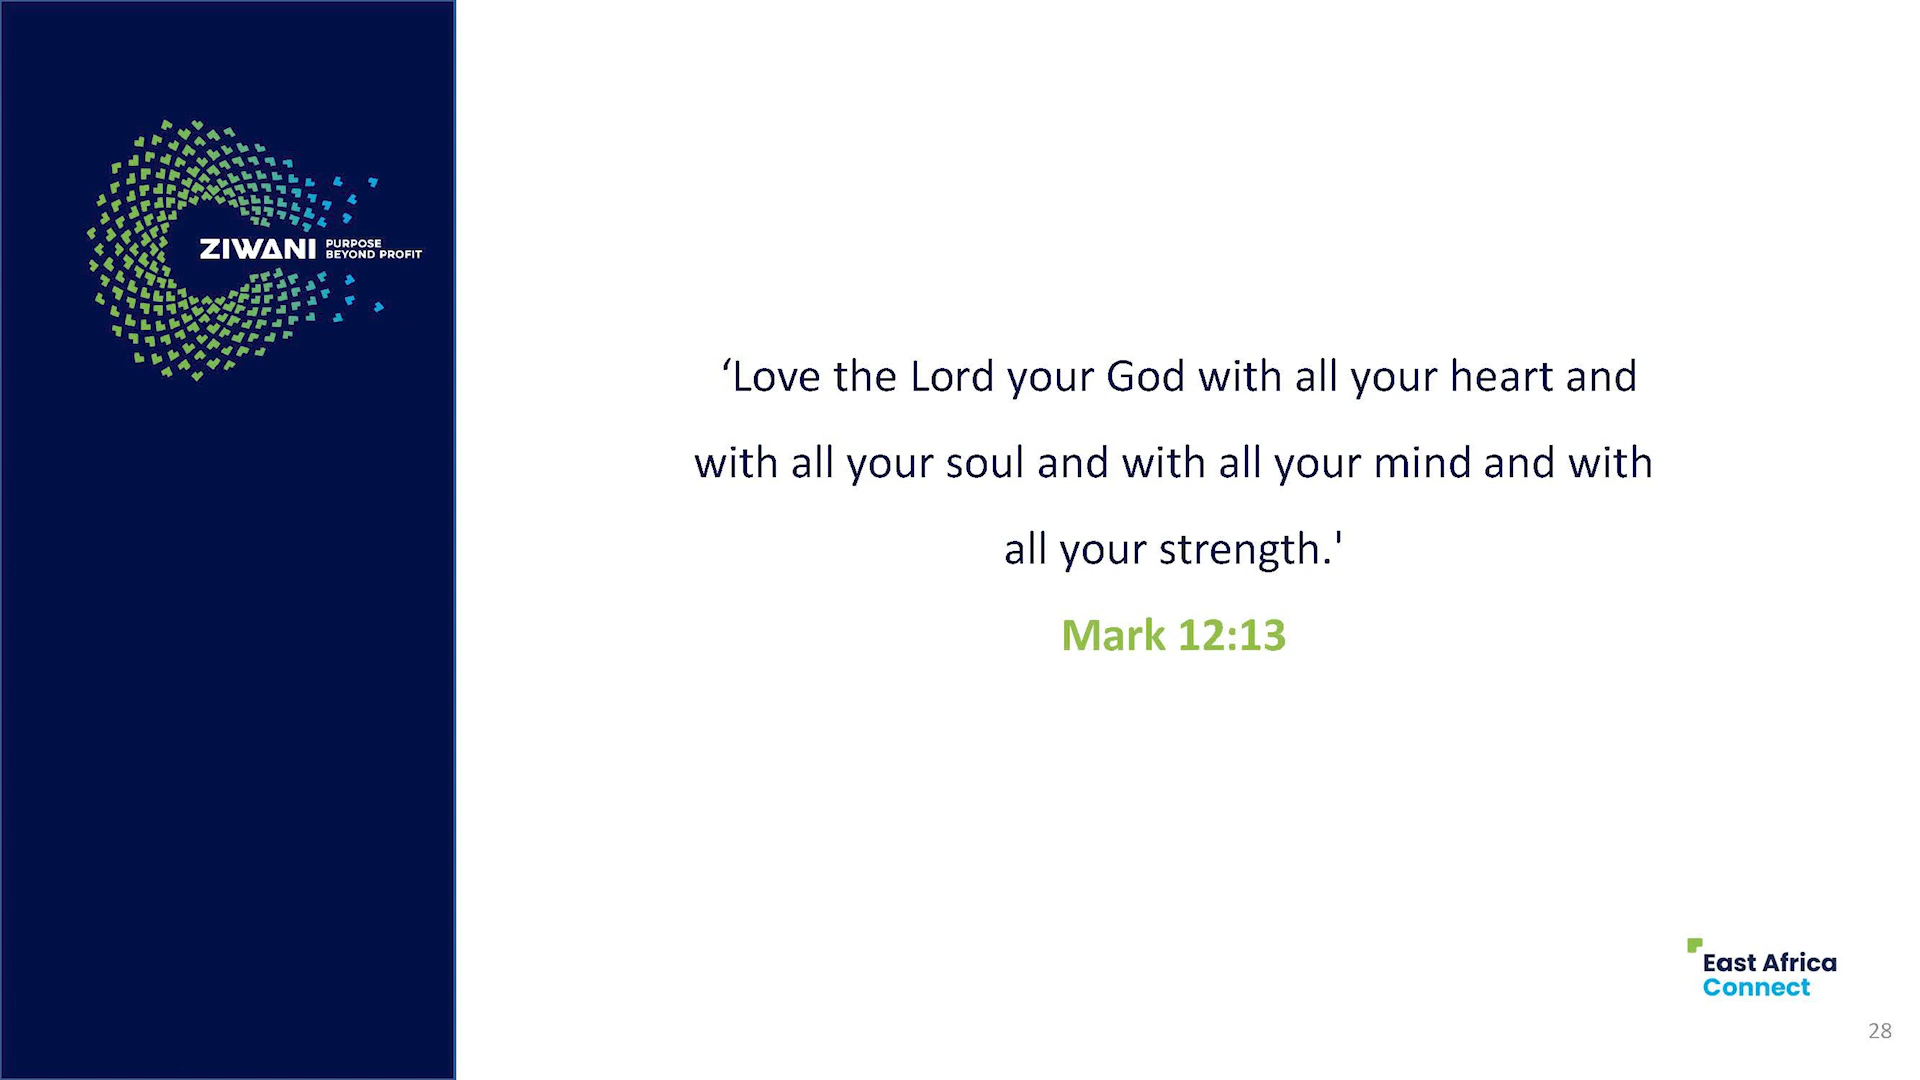 ZIWANI PURPOSE
BEYOND PROFIT
‘Love the Lord your God with all your heart and
with all your soul and with all your mind and with
all your strength.'
Mark 12:13
East Africa
Connect
28